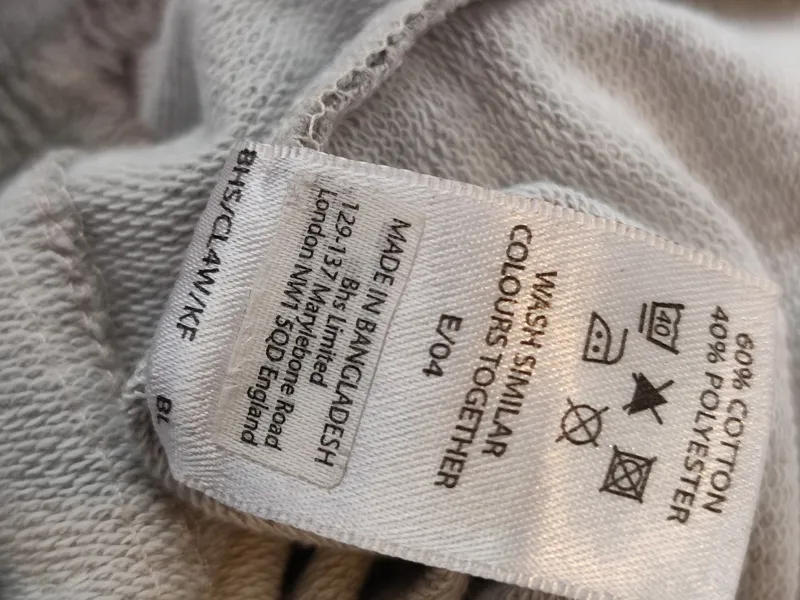 60% COTTON
40% POLYESTER
40
WASH SIMILAR
COLOURS TOGETHER
E/04
MADE IN BANGLADESH
Bhs Limited
129-137 Marylebone Road
London NW1 5QD England
BHS/CL4W/KF
BL